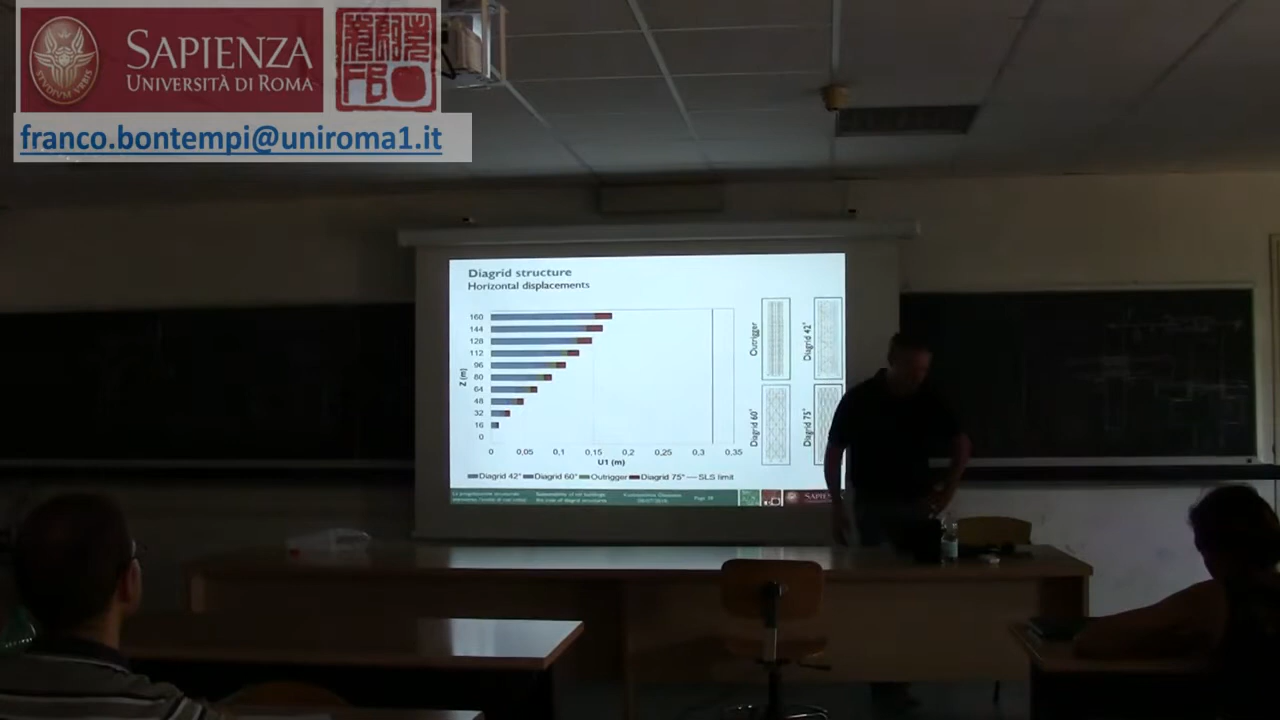 SAPIENZA
UNIVERSITÀ DI ROMA
FBO
franco.bontempi@uniroma1.it
Diagrid structure
Horizontal displacements
160
144
128
112
96
80
64
48
32
16
0
Z (m)
0 0,05 0,1 0,15 0,2 0,25 0,3 0,35
U1 (m)
Diagrid 42° Diagrid 60° Outrigger Diagrid 75° SLS limit
Outrigger
Diagrid 42°
Diagrid 60°
Diagrid 75°
SAPIEN